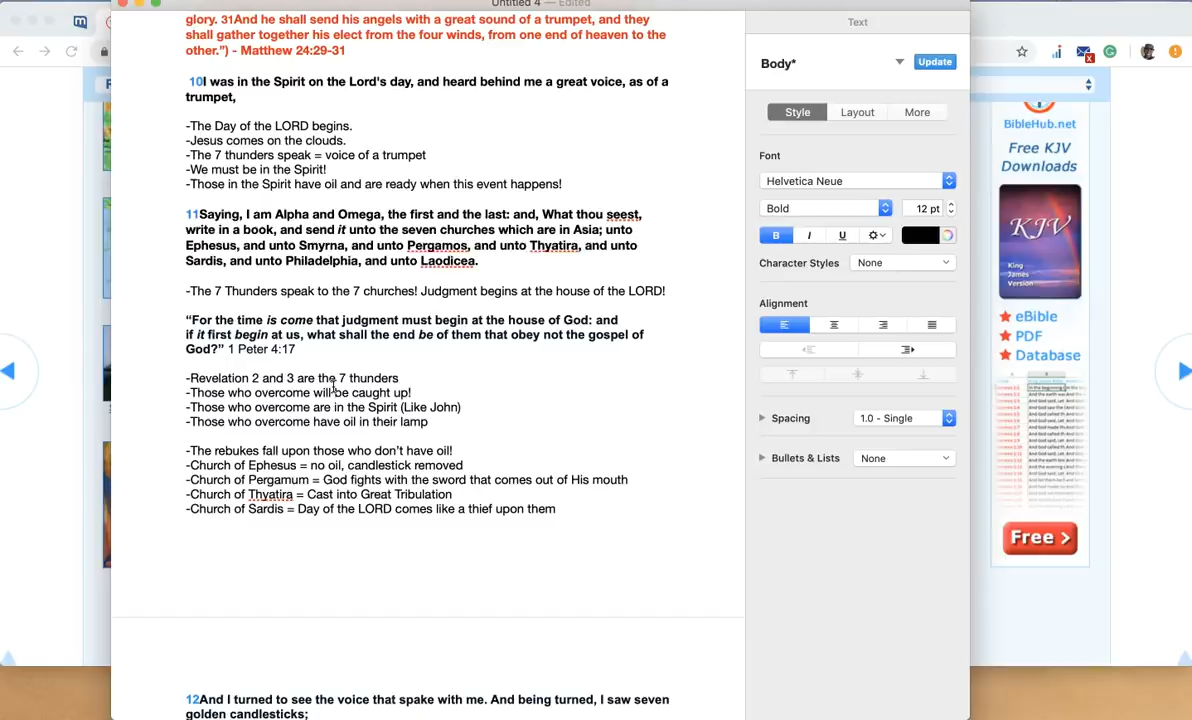 Untitled 4 — Edited
glory. 31And he shall send his angels with a great sound of a trumpet, and they
shall gather together his elect from the four winds, from one end of heaven to the
other.") - Matthew 24:29-31
10I was in the Spirit on the Lord's day, and heard behind me a great voice, as of a
trumpet,
-The Day of the LORD begins.
-Jesus comes on the clouds.
-The 7 thunders speak = voice of a trumpet
-We must be in the Spirit!
-Those in the Spirit have oil and are ready when this event happens!
11Saying, I am Alpha and Omega, the first and the last: and, What thou seest,
write in a book, and send it unto the seven churches which are in Asia; unto
Ephesus, and unto Smyrna, and unto Pergamos, and unto Thyatira, and unto
Sardis, and unto Philadelphia, and unto Laodicea.
-The 7 Thunders speak to the 7 churches! Judgment begins at the house of the LORD!
“For the time is come that judgment must begin at the house of God: and
if it first begin at us, what shall the end be of them that obey not the gospel of
God?” 1 Peter 4:17
-Revelation 2 and 3 are the 7 thunders
-Those who overcome will be caught up!
-Those who overcome are in the Spirit (Like John)
-Those who overcome have oil in their lamp
-The rebukes fall upon those who don’t have oil!
-Church of Ephesus = no oil, candlestick removed
-Church of Pergamum = God fights with the sword that comes out of His mouth
-Church of Thyatira = Cast into Great Tribulation
-Church of Sardis = Day of the LORD comes like a thief upon them
12And I turned to see the voice that spake with me. And being turned, I saw seven
golden candlesticks;
Text
Body*
Update
Style
Layout
More
Font
Helvetica Neue
Bold
12 pt
B
I
U
Character Styles
None
Alignment
Spacing
1.0 - Single
Bullets & Lists
None
BibleHub.net
Free KJV
Downloads
KJV
King
James
Version
eBible
PDF
Database
Free >